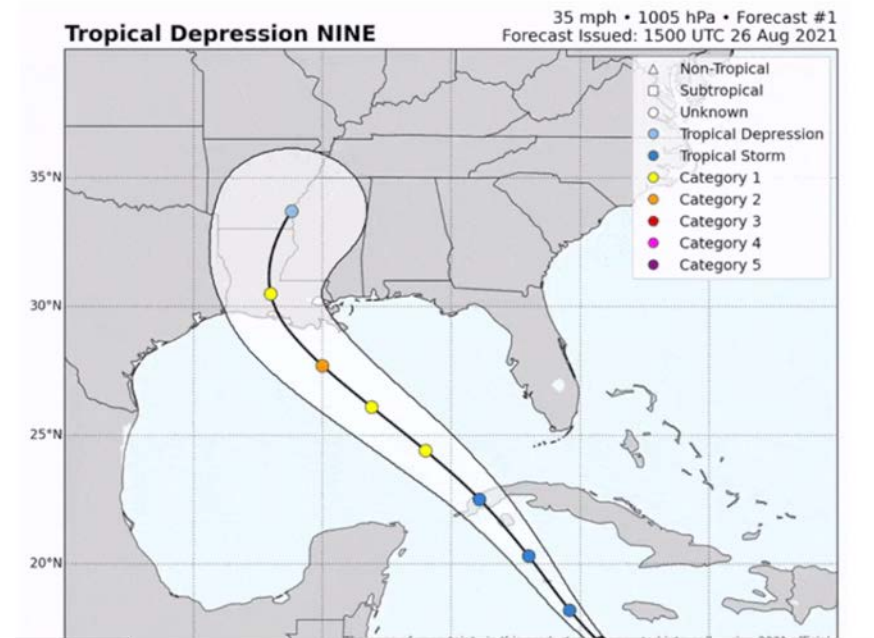 Tropical Depression NINE
35 mph • 1005 hPa • Forecast #1
Forecast Issued: 1500 UTC 26 Aug 2021
Non-Tropical
Subtropical
Unknown
Tropical Depression
Tropical Storm
Category 1
Category 2
Category 3
Category 4
Category 5
35°N
30°N
25°N
20°N